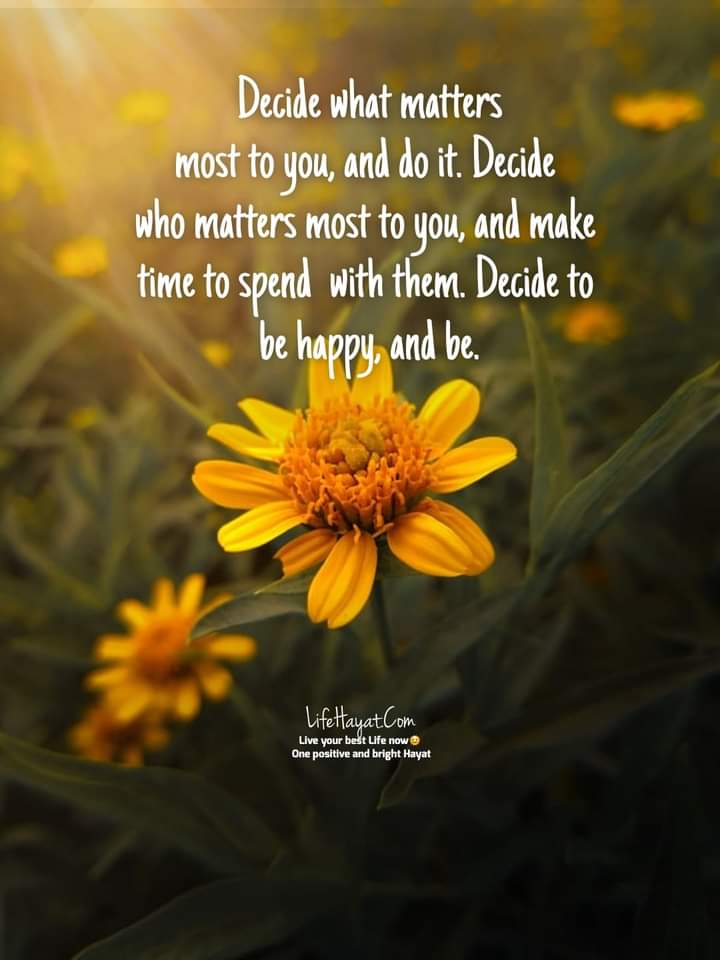 Decide what matters
most to you, and do it. Decide
who matters most to you, and make
time to spend with them. Decide to
be happy, and be.
LifeHayat.Com
Live your best Life now🥹
One positive and bright Hayat